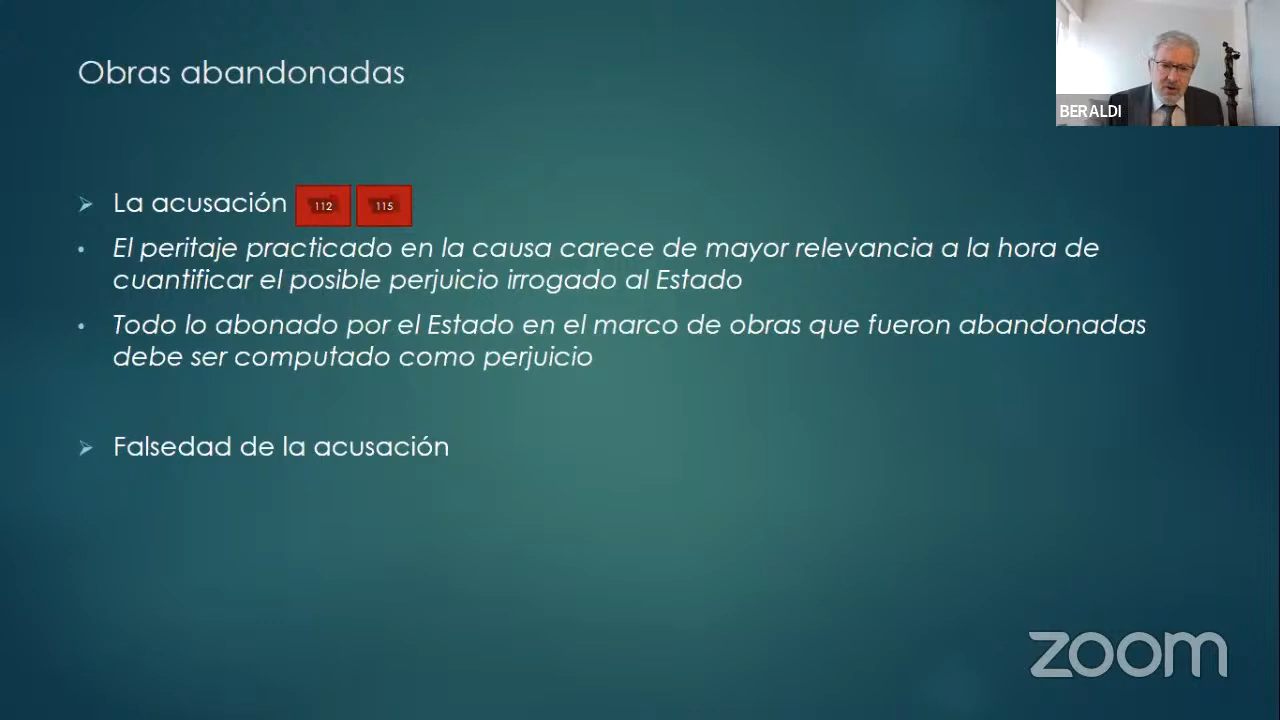 Obras abandonadas
BERALDI
La acusación 112 115
El peritaje practicado en la causa carece de mayor relevancia a la hora de
cuantificar el posible perjuicio irrogado al Estado
Todo lo abonado por el Estado en el marco de obras que fueron abandonadas
debe ser computado como perjuicio
Falsedad de la acusación
zoom